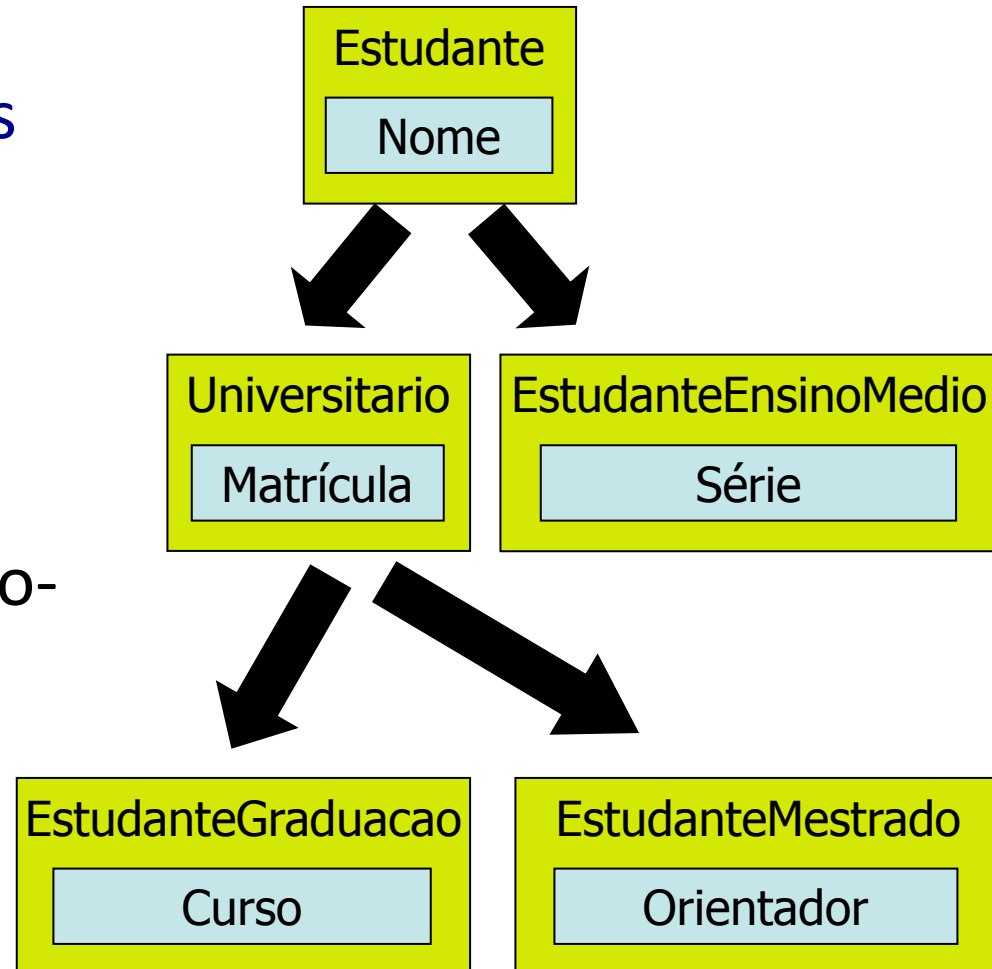 Estudante
s
Nome
Universitario
EstudanteEnsinoMedio
Matrícula
Série
o-
EstudanteGraduacao
EstudanteMestrado
Curso
Orientador